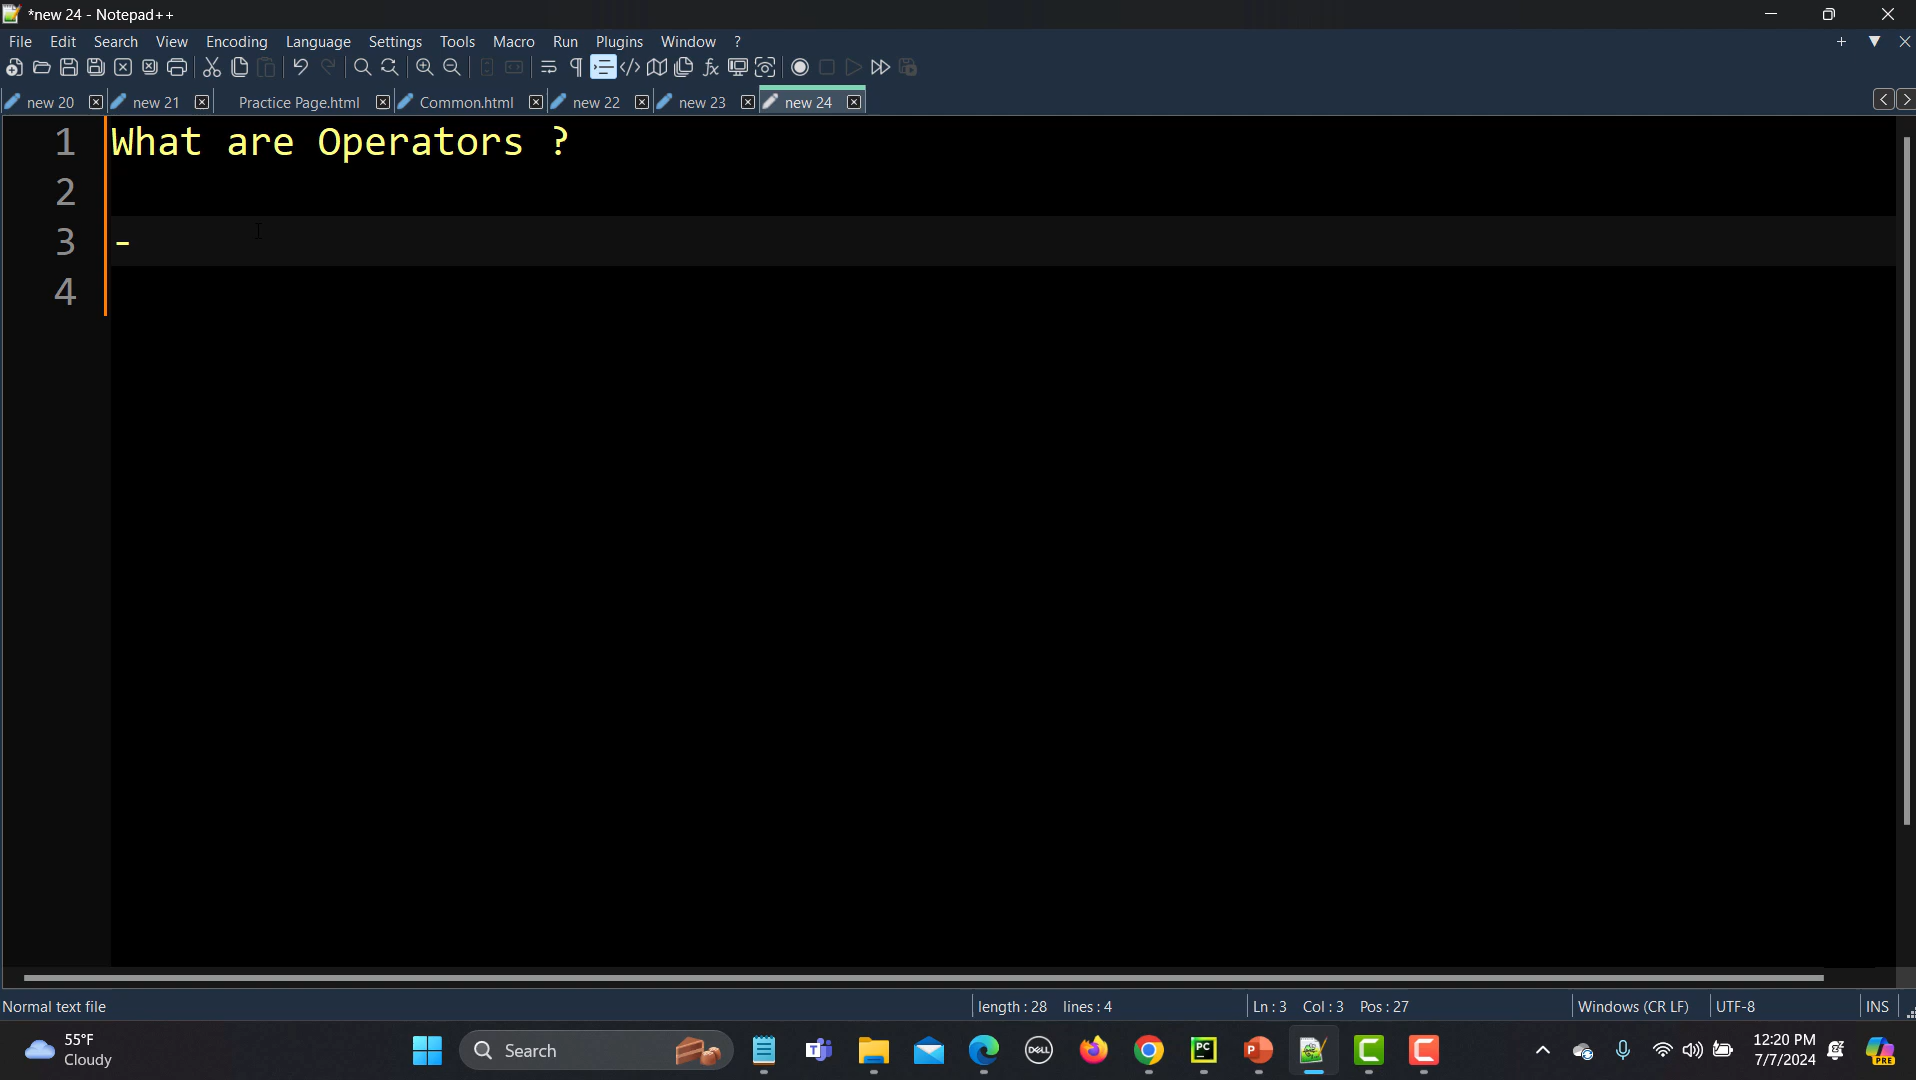 *new 24 - Notepad++
File Edit Search View Encoding Language Settings Tools Macro Run Plugins Window ?
new 20 new 21 Practice Page.html Common.html new 22 new 23 new 24
1 What are Operators ?
2
3 -
4
Normal text file length : 28 lines : 4 Ln : 3 Col : 3 Pos : 27 Windows (CR LF) UTF-8 INS
55°F
Cloudy
Search
DELL
PC
P
12:20 PM
7/7/2024
PRE